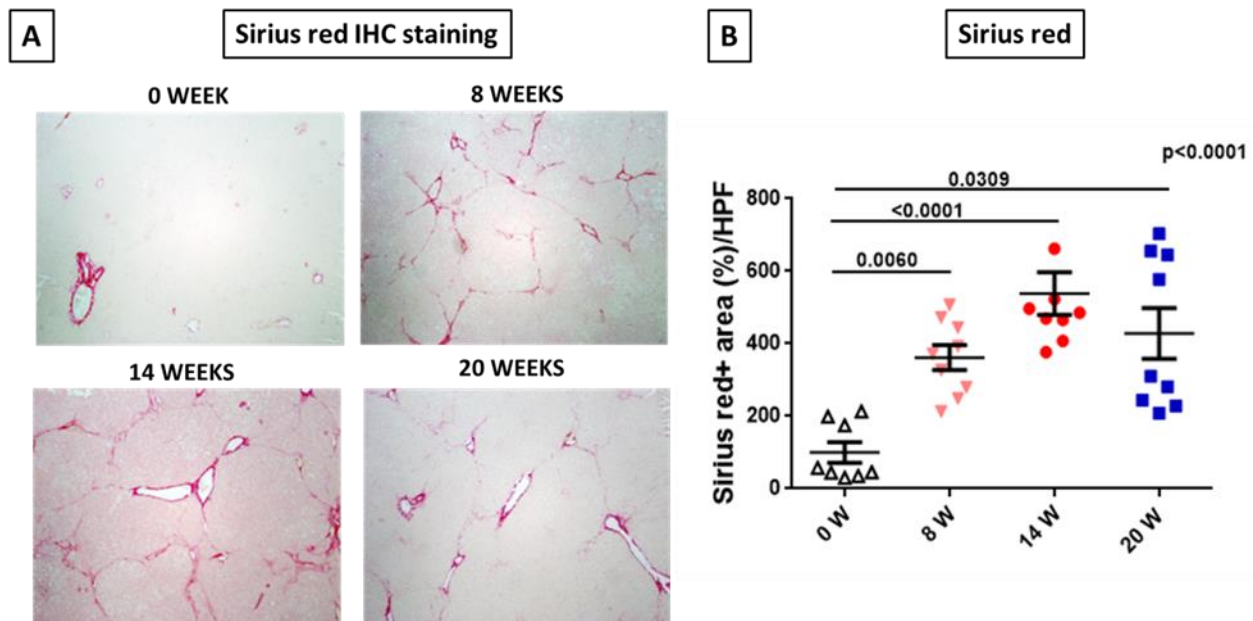 A
Sirius red IHC staining
0 WEEK
8 WEEKS
14 WEEKS
20 WEEKS
B
Sirius red
p<0.0001
0.0309
<0.0001
0.0060
Sirius red+ area (%)/HPF
800
600
400
200
0
0 W
8 W
14 W
20 W